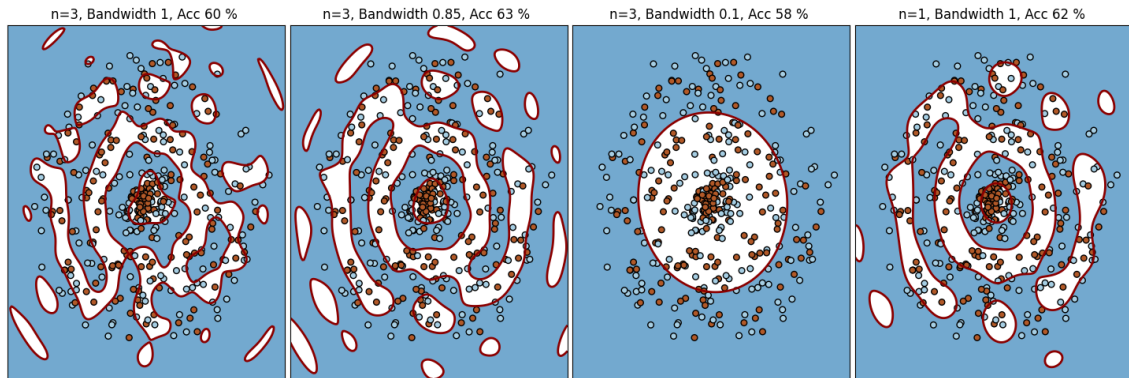 n=3, Bandwidth 1, Acc 60 %
n=3, Bandwidth 0.85, Acc 63 %
n=3, Bandwidth 0.1, Acc 58 %
n=1, Bandwidth 1, Acc 62 %